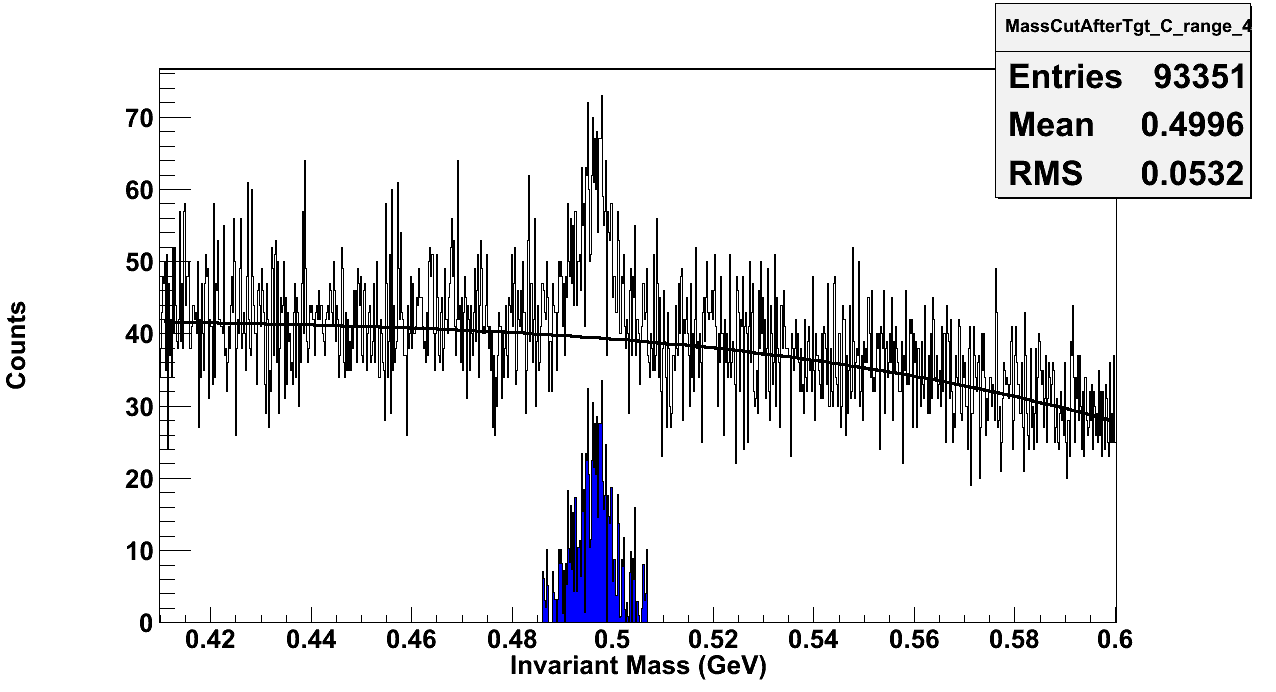 MassCutAfterTgt_C_range_4
Entries 93351
Mean 0.4996
RMS 0.0532
70
60
50
40
30
20
10
0
Counts
0.42 0.44 0.46 0.48 0.5 0.52 0.54 0.56 0.58 0.6
Invariant Mass (GeV)